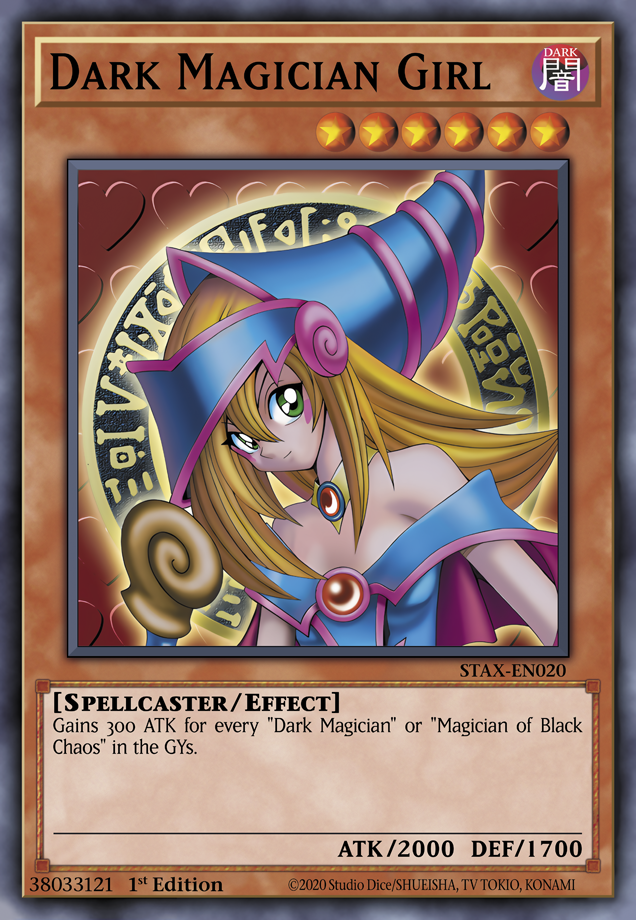 DARK MAGICIAN GIRL
DARK
闇
STAX-EN020
[SPELLCASTER/EFFECT]
Gains 300 ATK for every "Dark Magician" or "Magician of Black
Chaos" in the GYs.
ATK/2000 DEF/1700
38033121 1st Edition ©2020 Studio Dice/SHUEISHA, TV TOKIO, KONAMI